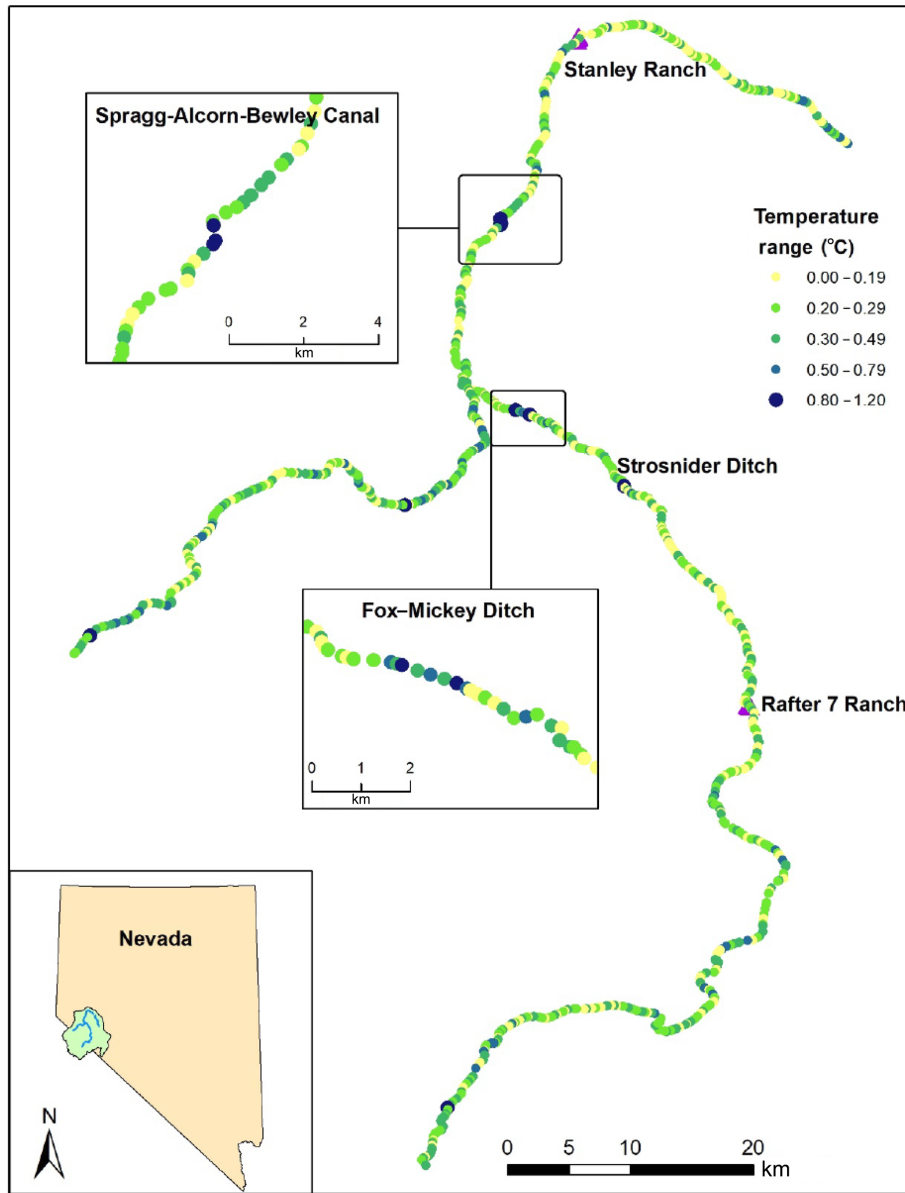 Stanley Ranch
Spragg-Alcorn-Bewley Canal
0 2 4
km
Temperature
range (°C)
0.00 – 0.19
0.20 – 0.29
0.30 – 0.49
0.50 – 0.79
0.80 – 1.20
Strosnider Ditch
Fox–Mickey Ditch
0 1 2
km
Rafter 7 Ranch
Nevada
N
0 5 10 20
km